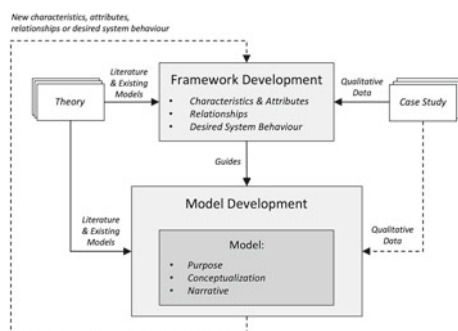 New characteristics, attributes,
relationships or desired system behaviour
Theory
Literature
& Existing
Models
Framework Development
• Characteristics & Attributes
• Relationships
• Desired System Behaviour
Qualitative
Data
Case Study
Guides
Literature
& Existing
Models
Model Development
Model:
• Purpose
• Conceptualization
• Narrative
Qualitative
Data